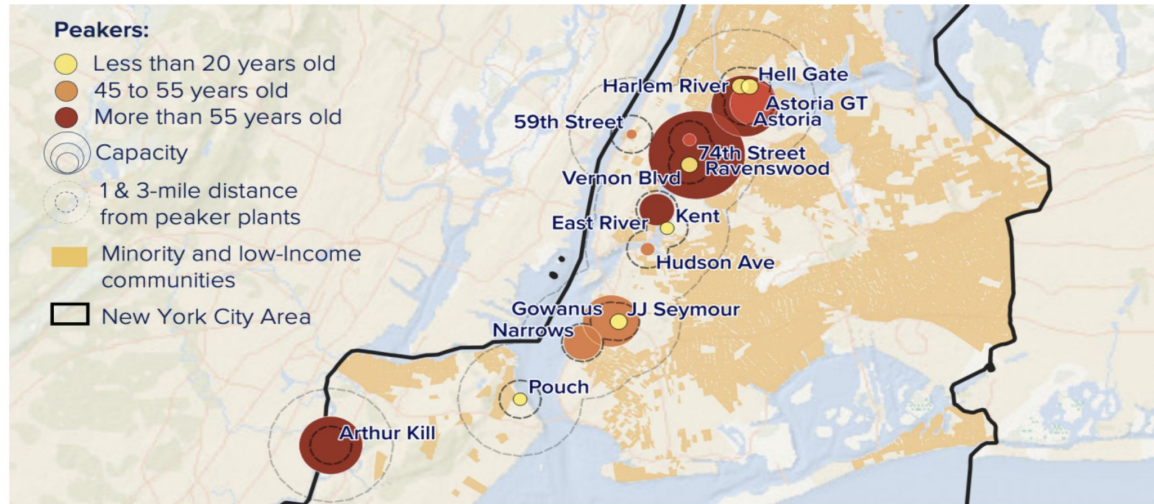 Peakers:
Less than 20 years old
45 to 55 years old
More than 55 years old
Capacity
1 & 3-mile distance
from peaker plants
Minority and low-Income
communities
New York City Area
Hell Gate
Harlem River
Astoria GT
Astoria
59th Street
74th Street
Ravenswood
Vernon Blvd
Kent
East River
Hudson Ave
Gowanus
JJ Seymour
Narrows
Pouch
Arthur Kill